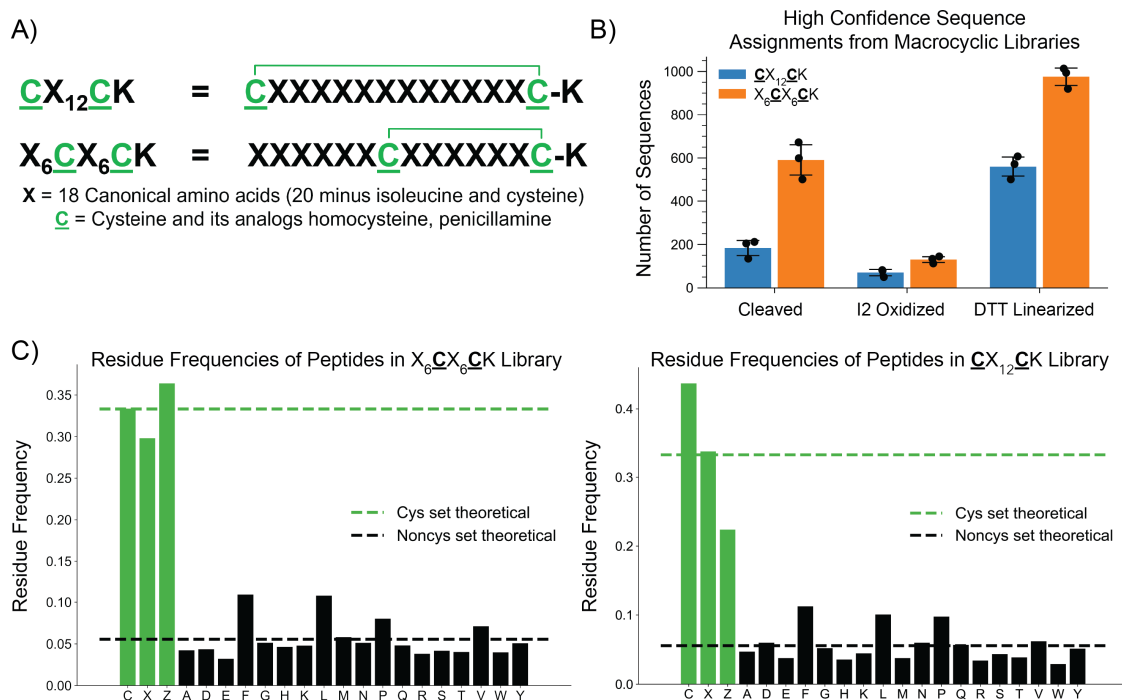 A)
CX12CK = CXXXXXXXXXXXXC-K
X6CX6CK = XXXXXXCXXXXXXC-K
X = 18 Canonical amino acids (20 minus isoleucine and cysteine)
C = Cysteine and its analogs homocysteine, penicillamine
B)
High Confidence Sequence
Assignments from Macrocyclic Libraries
Number of Sequences
1000
800
600
400
200
0
CX12CK
X6CX6CK
Cleaved I2 Oxidized DTT Linearized
C)
Residue Frequencies of Peptides in X6CX6CK Library
Residue Frequency
0.35
0.30
0.25
0.20
0.15
0.10
0.05
0.00
Cys set theoretical
Noncys set theoretical
C X Z A D E F G H K L M N P Q R S T V W Y
Residue Frequencies of Peptides in CX12CK Library
Residue Frequency
0.4
0.3
0.2
0.1
0.0
Cys set theoretical
Noncys set theoretical
C X Z A D E F G H K L M N P Q R S T V W Y